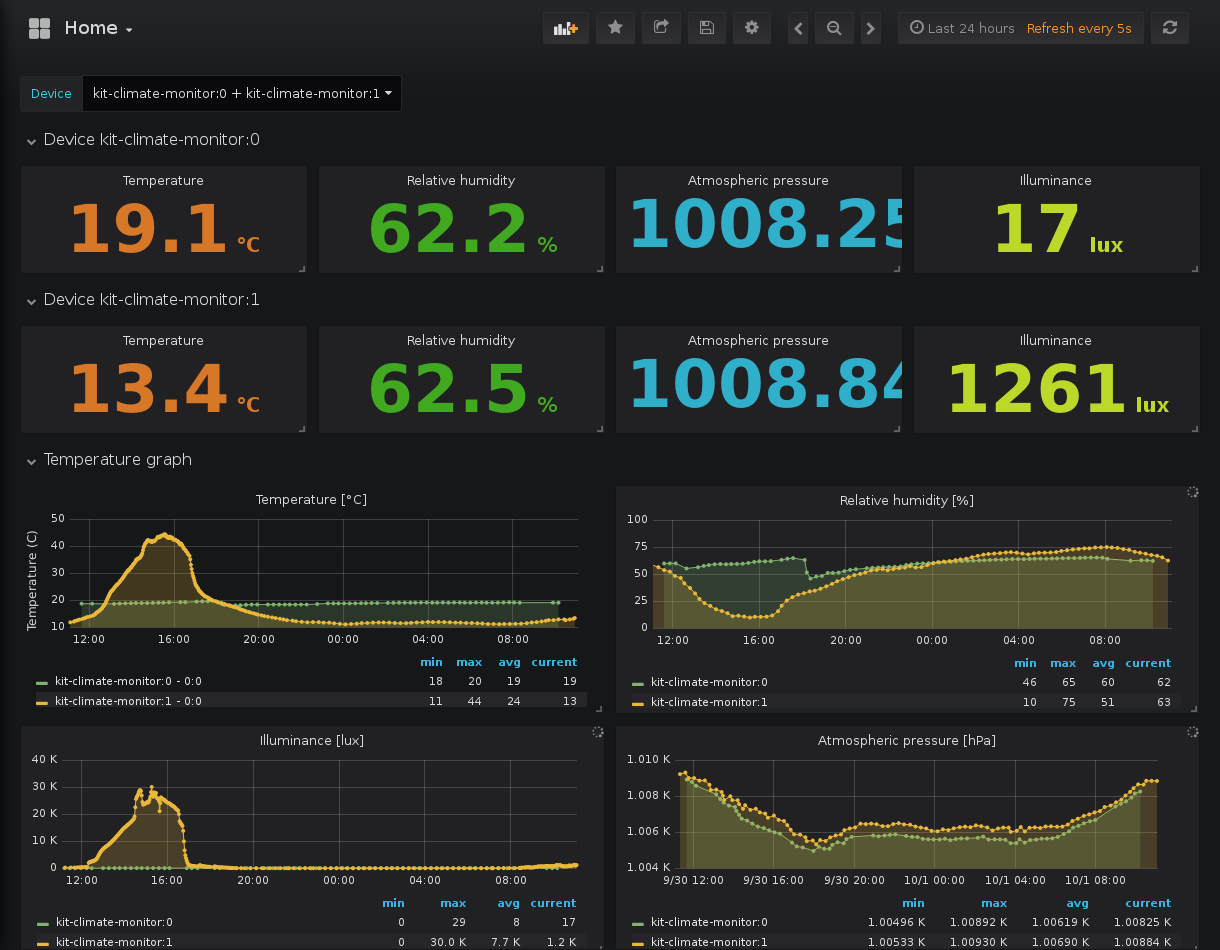 Home
Last 24 hours Refresh every 5s
Device kit-climate-monitor:0 + kit-climate-monitor:1
Device kit-climate-monitor:0
Temperature Relative humidity Atmospheric pressure Illuminance
19.1 °C 62.2 % 1008.25 17 lux
Device kit-climate-monitor:1
Temperature Relative humidity Atmospheric pressure Illuminance
13.4 °C 62.5 % 1008.84 1261 lux
Temperature graph
Temperature [°C]
Temperature (C)
50
40
30
20
10
12:00 16:00 20:00 00:00 04:00 08:00
min max avg current
kit-climate-monitor:0 - 0:0 18 20 19 19
kit-climate-monitor:1 - 0:0 11 44 24 13
Relative humidity [%]
100
75
50
25
0
12:00 16:00 20:00 00:00 04:00 08:00
min max avg current
kit-climate-monitor:0 46 65 60 62
kit-climate-monitor:1 10 75 51 63
Illuminance [lux]
40 K
30 K
20 K
10 K
0
12:00 16:00 20:00 00:00 04:00 08:00
min max avg current
kit-climate-monitor:0 0 29 8 17
kit-climate-monitor:1 0 30.0 K 7.7 K 1.2 K
Atmospheric pressure [hPa]
1.010 K
1.008 K
1.006 K
1.004 K
9/30 12:00 9/30 16:00 9/30 20:00 10/1 00:00 10/1 04:00 10/1 08:00
min max avg current
kit-climate-monitor:0 1.00496 K 1.00892 K 1.00619 K 1.00825 K
kit-climate-monitor:1 1.00533 K 1.00930 K 1.00690 K 1.00884 K